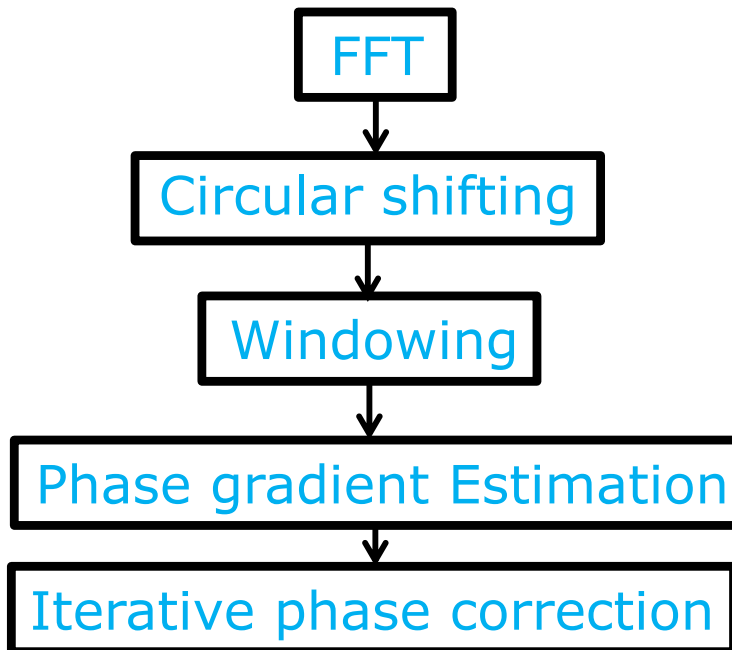 FFT
Circular shifting
Windowing
Phase gradient Estimation
Iterative phase correction